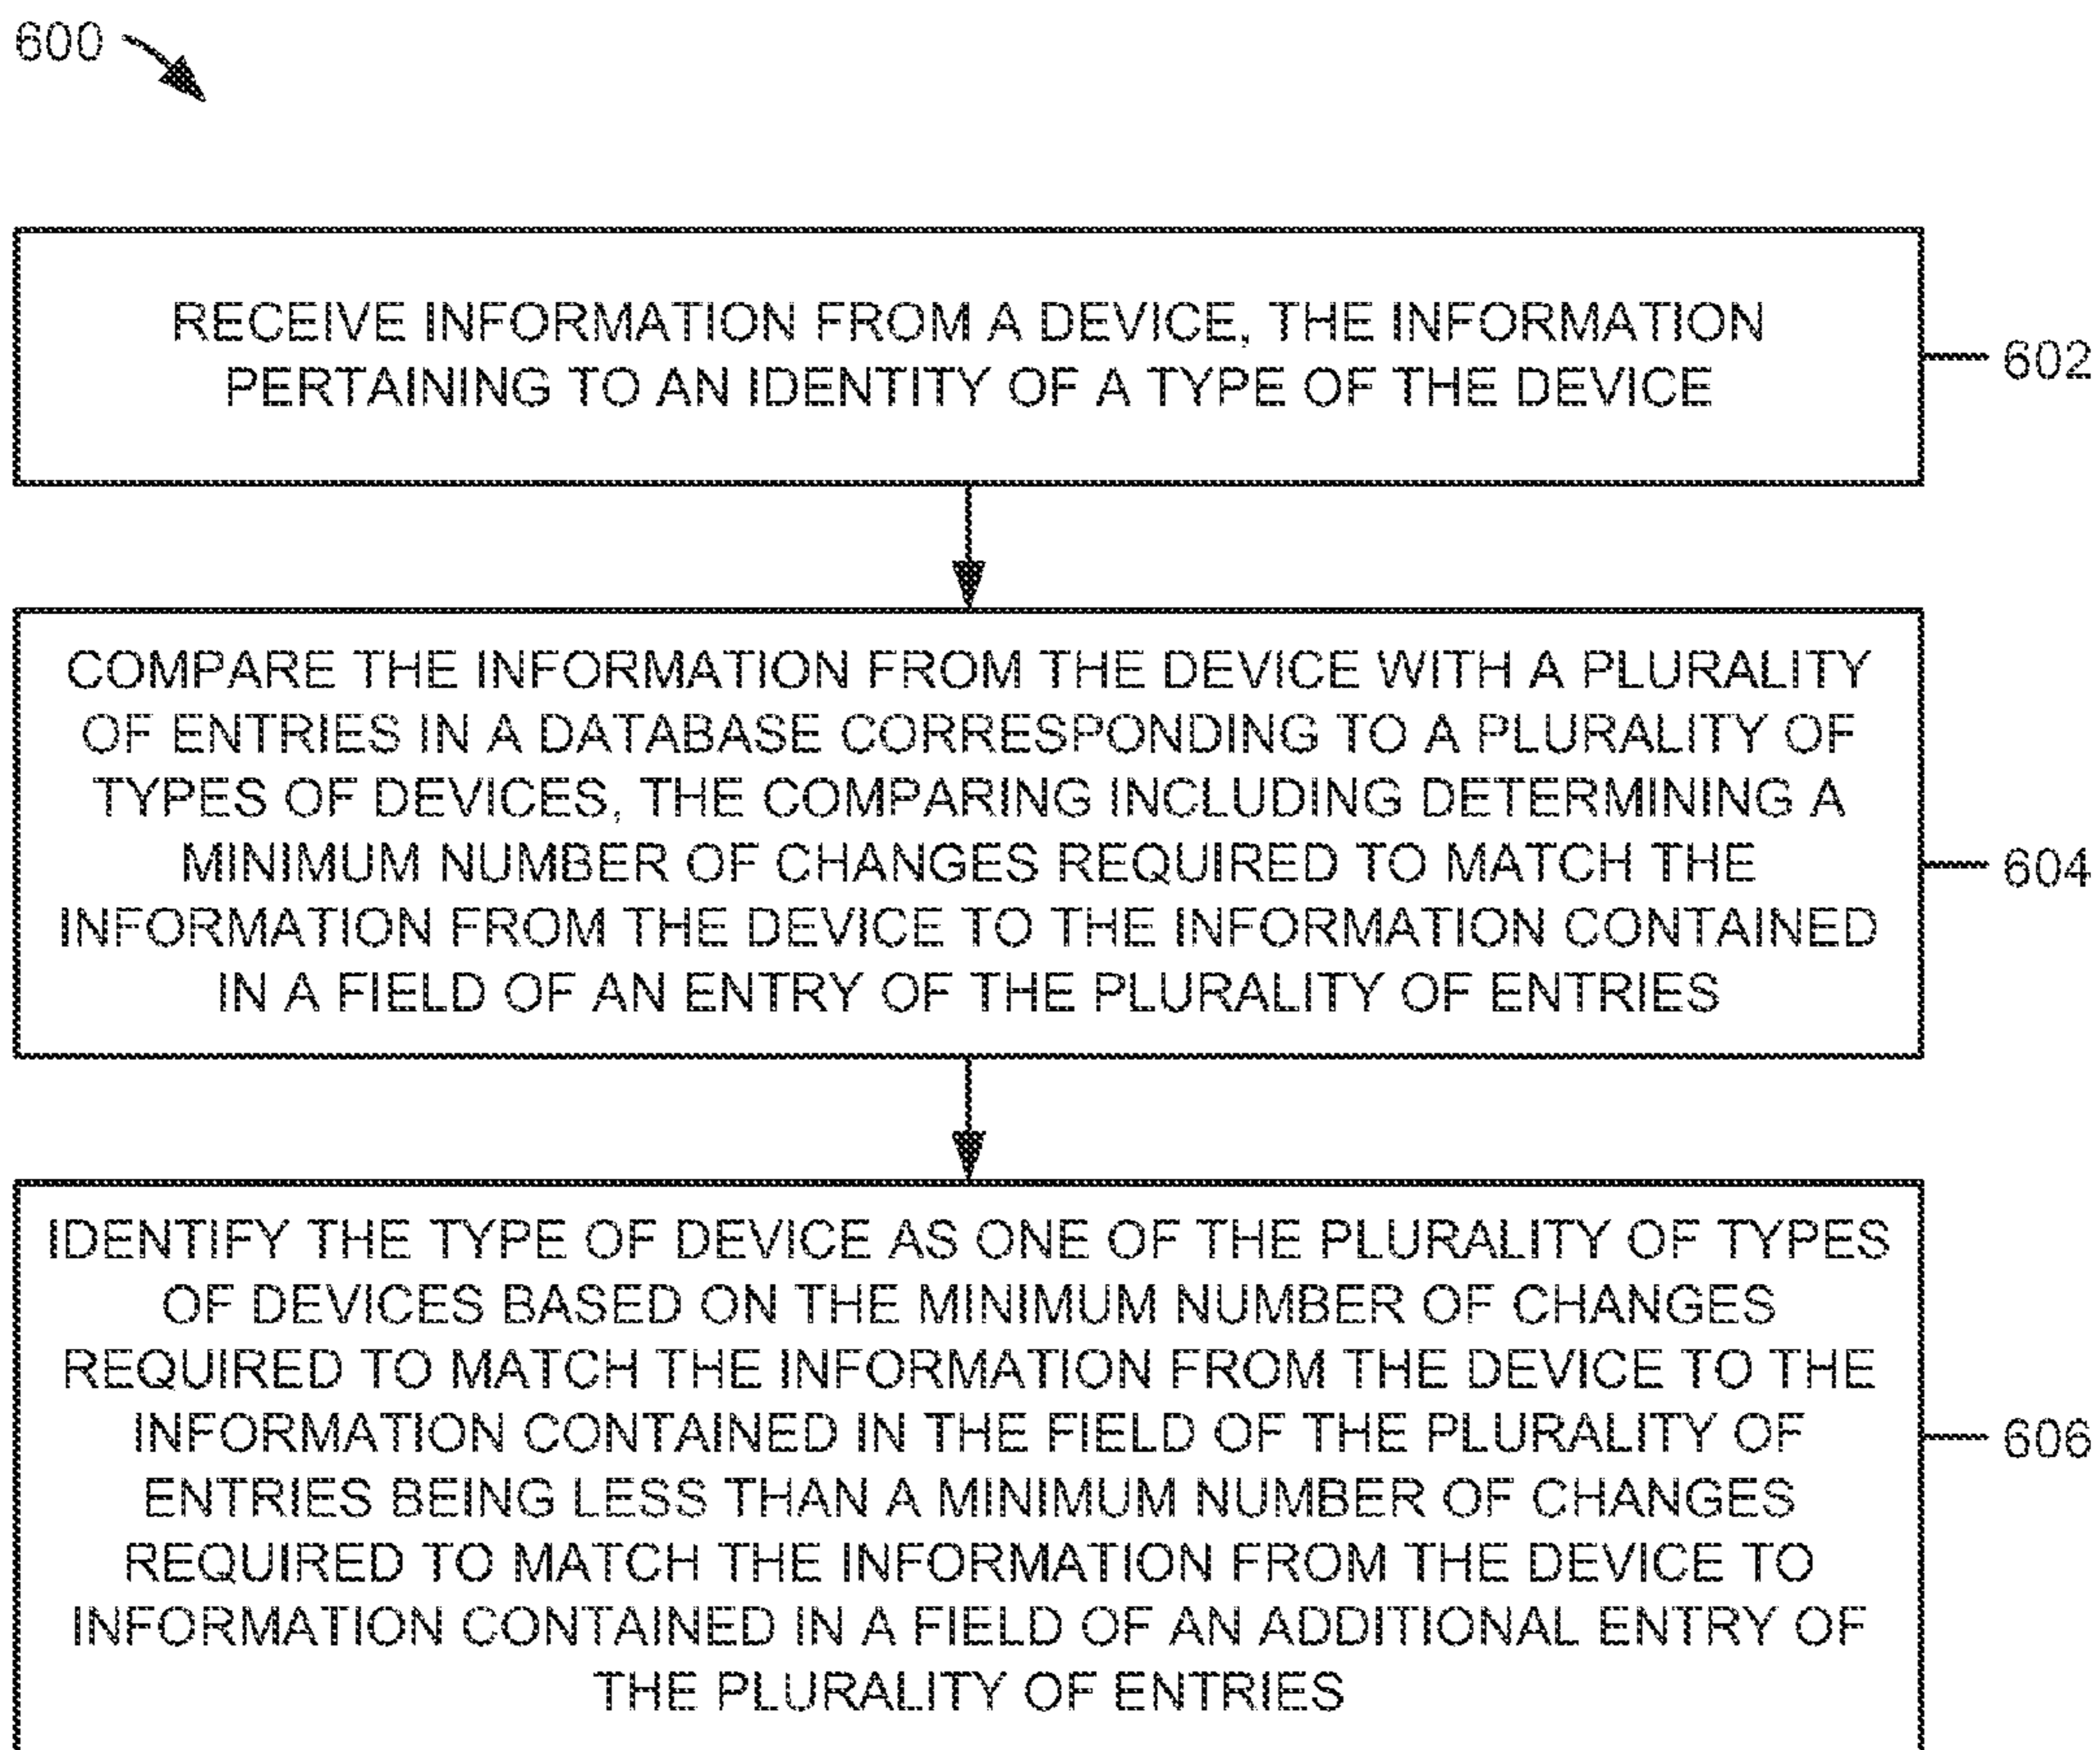 600
RECEIVE INFORMATION FROM A DEVICE, THE INFORMATION
PERTAINING TO AN IDENTITY OF A TYPE OF THE DEVICE
602
COMPARE THE INFORMATION FROM THE DEVICE WITH A PLURALITY
OF ENTRIES IN A DATABASE CORRESPONDING TO A PLURALITY OF
TYPES OF DEVICES, THE COMPARING INCLUDING DETERMINING A
MINIMUM NUMBER OF CHANGES REQUIRED TO MATCH THE
INFORMATION FROM THE DEVICE TO THE INFORMATION CONTAINED
IN A FIELD OF AN ENTRY OF THE PLURALITY OF ENTRIES
604
IDENTIFY THE TYPE OF DEVICE AS ONE OF THE PLURALITY OF TYPES
OF DEVICES BASED ON THE MINIMUM NUMBER OF CHANGES
REQUIRED TO MATCH THE INFORMATION FROM THE DEVICE TO THE
INFORMATION CONTAINED IN THE FIELD OF THE PLURALITY OF
ENTRIES BEING LESS THAN A MINIMUM NUMBER OF CHANGES
REQUIRED TO MATCH THE INFORMATION FROM THE DEVICE TO
INFORMATION CONTAINED IN A FIELD OF AN ADDITIONAL ENTRY OF
THE PLURALITY OF ENTRIES
606